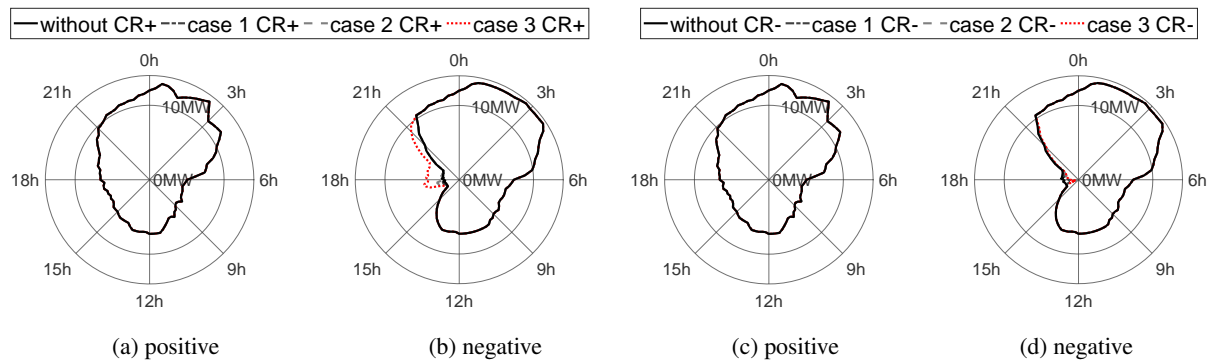 without CR+ case 1 CR+ case 2 CR+ case 3 CR+
without CR- case 1 CR- case 2 CR- case 3 CR-
0h
21h 3h
10MW
18h 0MW 6h
15h 9h
12h
(a) positive
0h
21h 3h
10MW
18h 0MW 6h
15h 9h
12h
(b) negative
0h
21h 3h
10MW
18h 0MW 6h
15h 9h
12h
(c) positive
0h
21h 3h
10MW
18h 0MW 6h
15h 9h
12h
(d) negative